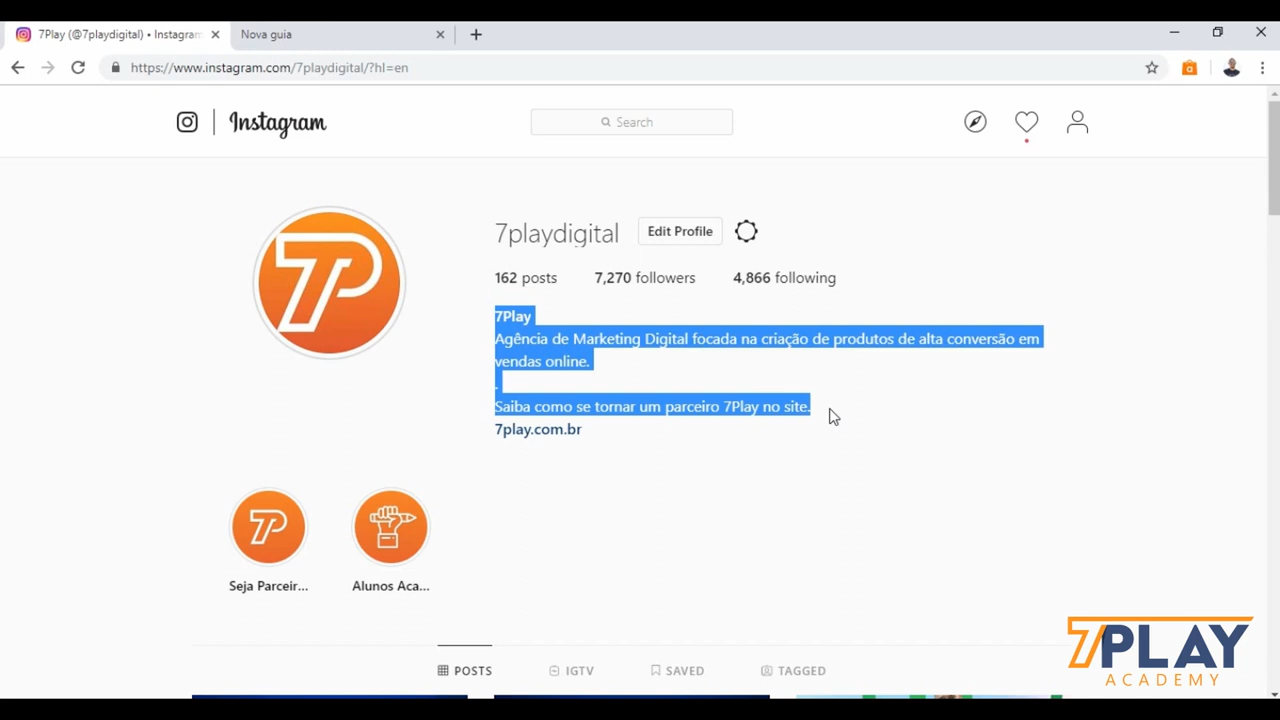 7Play (@7playdigital) • Instagram
Nova guia
https://www.instagram.com/7playdigital/?hl=en
Instagram
Search
7playdigital
Edit Profile
162 posts
7,270 followers
4,866 following
7Play
Agência de Marketing Digital focada na criação de produtos de alta conversão em
vendas online.
.
Saiba como se tornar um parceiro 7Play no site.
7play.com.br
7P
7P
Seja Parceir...
Alunos Aca...
POSTS
IGTV
SAVED
TAGGED
7PLAY
ACADEMY